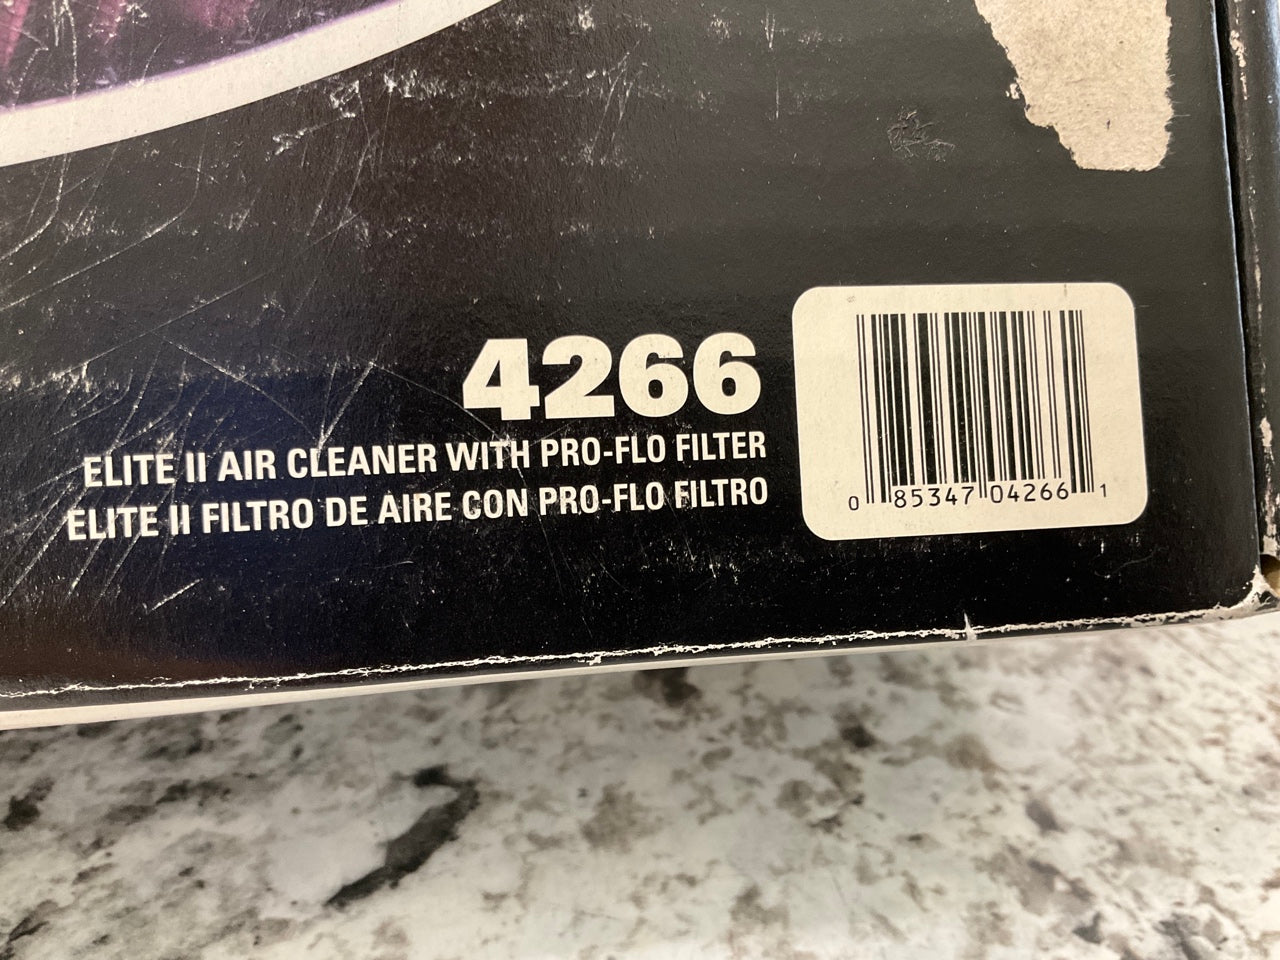 4266
ELITE II AIR CLEANER WITH PRO-FLO FILTER
ELITE II FILTRO DE AIRE CON PRO-FLO FILTRO
0 85347 04266 1